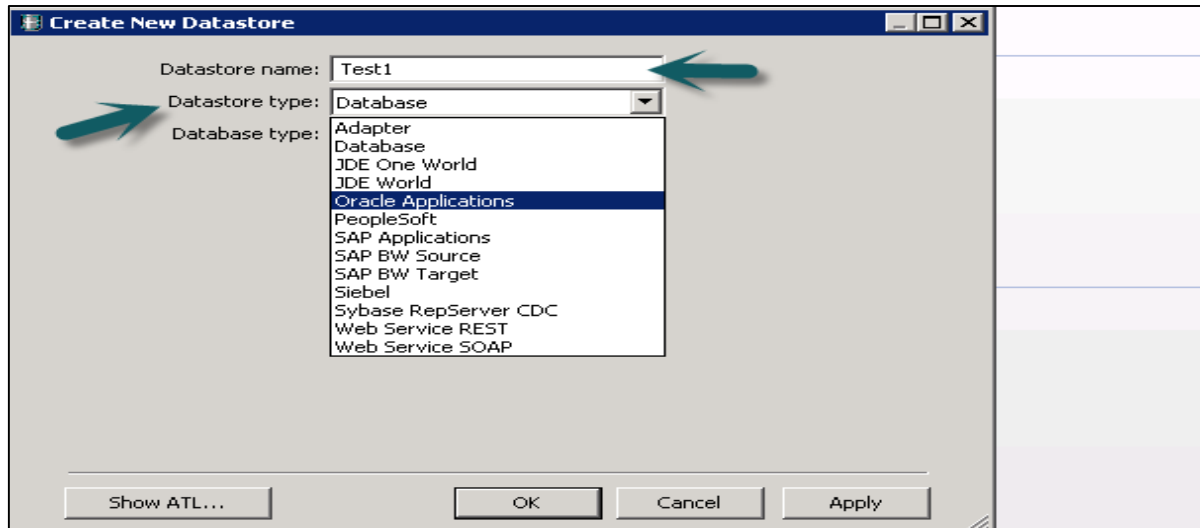 Create New Datastore
Datastore name: Test1
Datastore type: Database
Database type:
Adapter
Database
JDE One World
JDE World
Oracle Applications
PeopleSoft
SAP Applications
SAP BW Source
SAP BW Target
Siebel
Sybase RepServer CDC
Web Service REST
Web Service SOAP
Show ATL... OK Cancel Apply